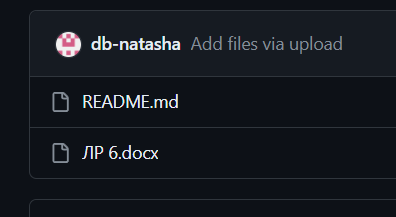 db-natasha Add files via upload
README.md
ЛР 6.docx